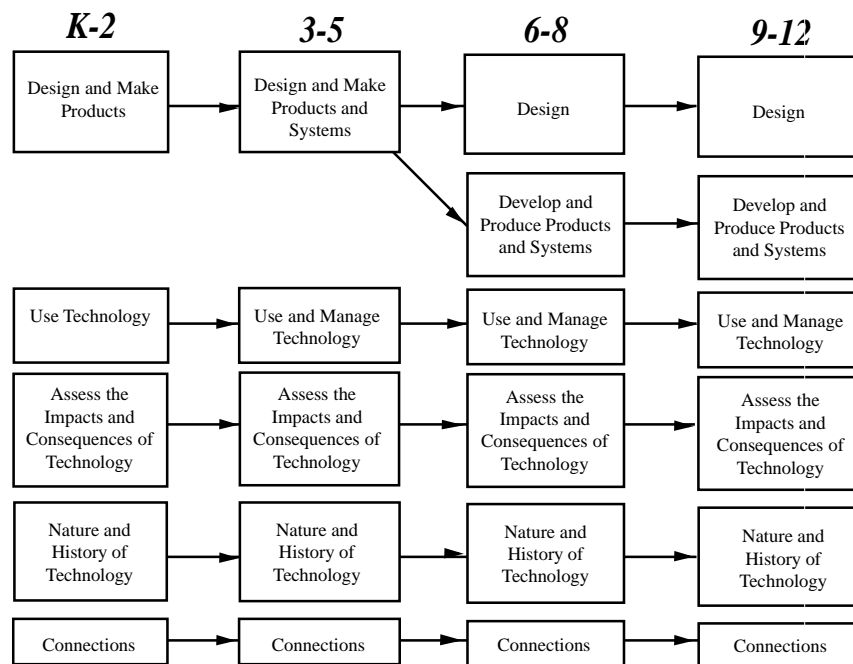 K-2
3-5
6-8
9-12
Design and Make
Products
Design and Make
Products and
Systems
Design
Design
Develop and
Produce Products
and Systems
Develop and
Produce Products
and Systems
Use Technology
Use and Manage
Technology
Use and Manage
Technology
Use and Manage
Technology
Assess the
Impacts and
Consequences of
Technology
Assess the
Impacts and
Consequences of
Technology
Assess the
Impacts and
Consequences of
Technology
Assess the
Impacts and
Consequences of
Technology
Nature and
History of
Technology
Nature and
History of
Technology
Nature and
History of
Technology
Nature and
History of
Technology
Connections
Connections
Connections
Connections